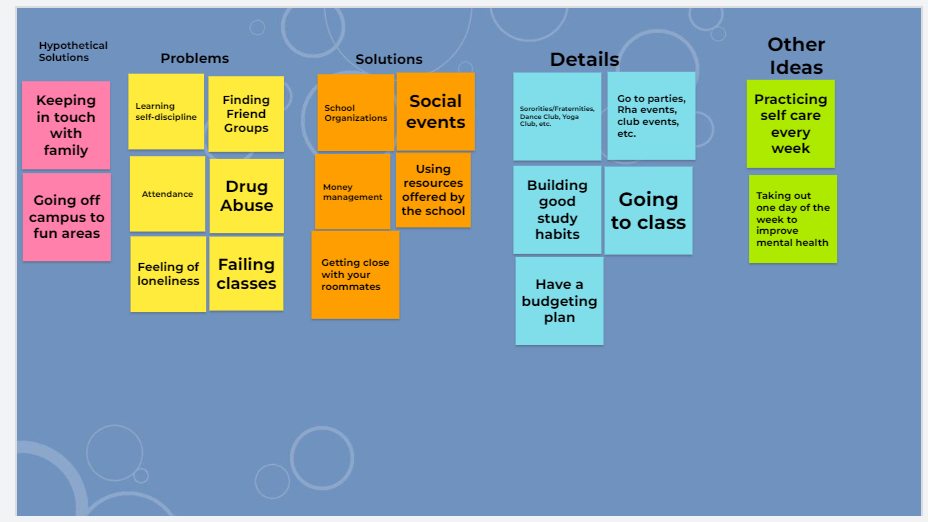 Hypothetical
Solutions
Keeping
in touch
with
family
Going off
campus to
fun areas
Problems
Learning
self-discipline
Finding
Friend
Groups
Attendance
Drug
Abuse
Feeling of
loneliness
Failing
classes
Solutions
School
Organizations
Social
events
Money
management
Using
resources
offered by
the school
Getting close
with your
roommates
Details
Sororities/Fraternities,
Dance Club, Yoga
Club, etc.
Go to parties,
Rha events,
club events,
etc.
Building
good
study
habits
Going
to class
Have a
budgeting
plan
Other
Ideas
Practicing
self care
every
week
Taking out
one day of the
week to
improve
mental health